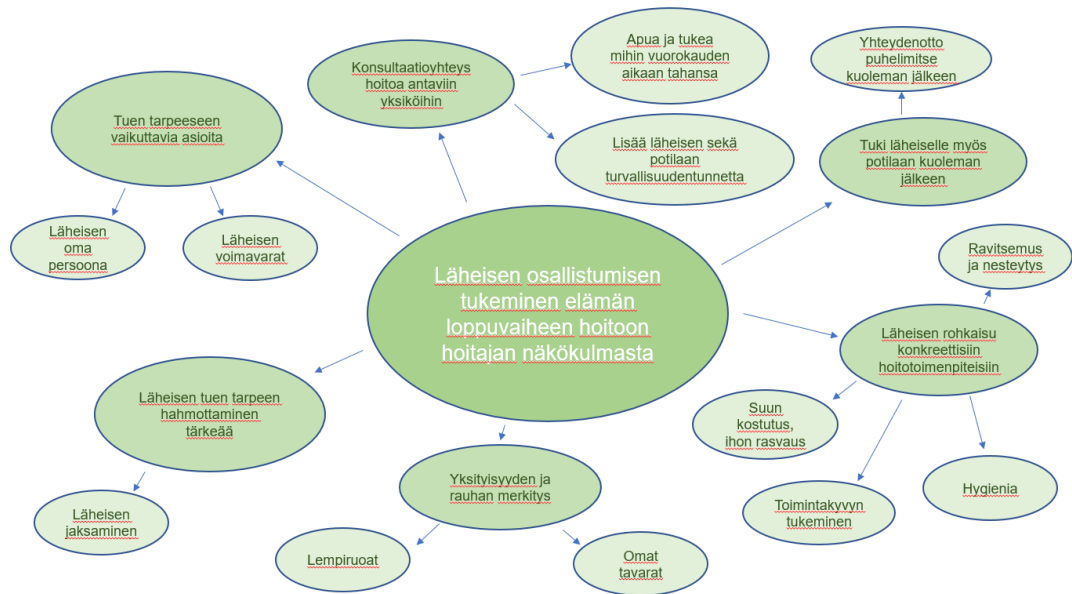 Apua ja tukea
mihin vuorokauden
aikaan tahansa
Yhteydenotto
puhelimitse
kuoleman jälkeen
Konsultaatioyhteys
hoitoa antaviin
yksiköihin
Tuen tarpeeseen
vaikuttavia asioita
Lisää läheisen sekä
potilaan
turvallisuudentunnetta
Tuki läheiselle myös
potilaan kuoleman
jälkeen
Läheisen
oma
persoona
Läheisen
voimavarat
Ravitsemus
ja nesteytys
Läheisen osallistumisen
tukeminen elämän
loppuvaiheen hoitoon
hoitajan näkökulmasta
Läheisen rohkaisu
konkreettisiin
hoitotoimenpiteisiin
Läheisen tuen tarpeen
hahmottaminen
tärkeää
Suun
kostutus,
ihon rasvaus
Yksityisyyden ja
rauhan merkitys
Hygienia
Toimintakyvyn
tukeminen
Läheisen
jaksaminen
Lempiruoat
Omat
tavarat